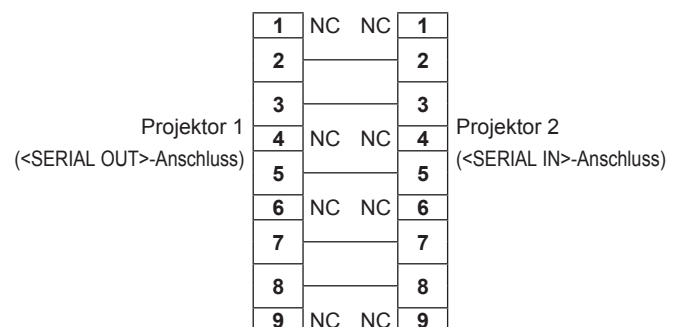 1 NC NC 1
2 2
3 3
Projektor 1
(<SERIAL OUT>-Anschluss)
4 NC NC 4
Projektor 2
(<SERIAL IN>-Anschluss)
5 5
6 NC NC 6
7 7
8 8
9 NC NC 9